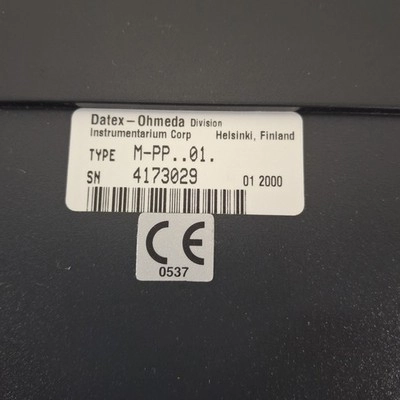 Datex-Ohmeda Division
Instrumentarium Corp Helsinki, Finland
TYPE M-PP..01.
SN 4173029 01 2000
CE
0537